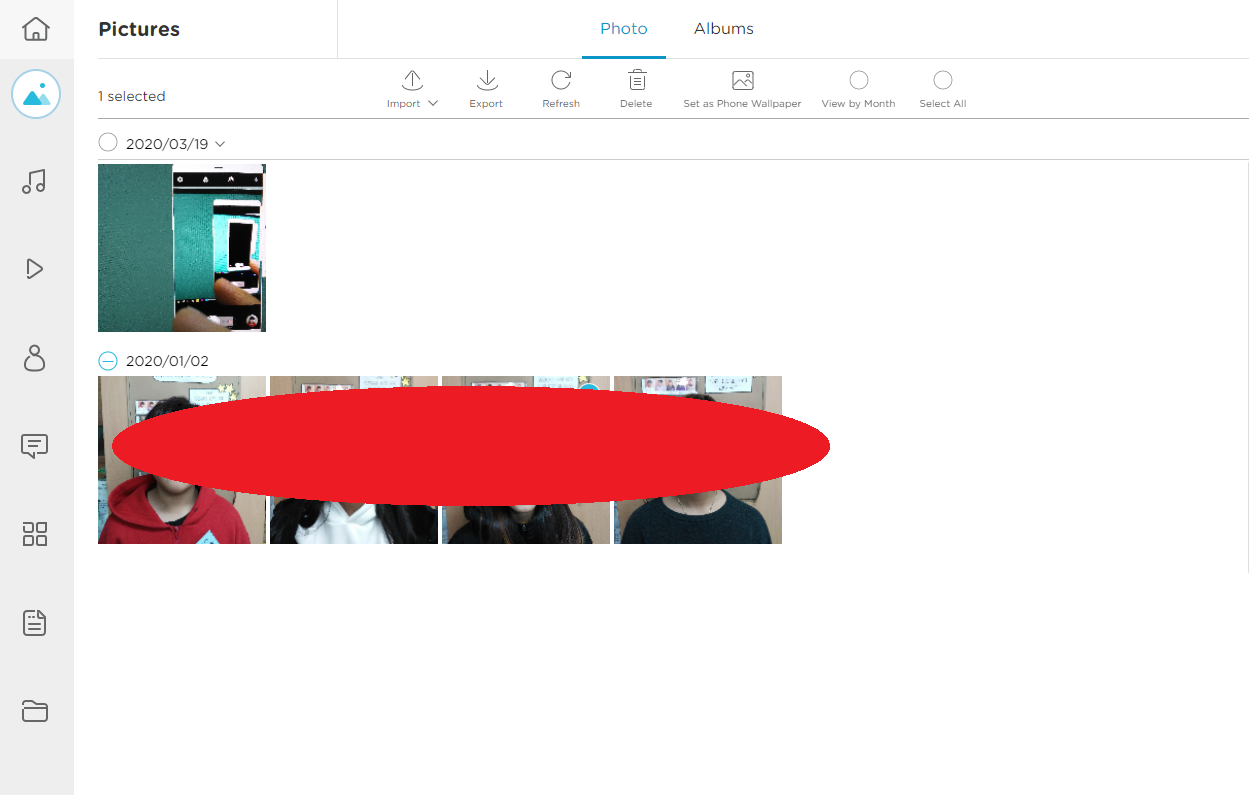 Pictures
Photo
Albums
1 selected
Import
Export
Refresh
Delete
Set as Phone Wallpaper
View by Month
Select All
2020/03/19
2020/01/02